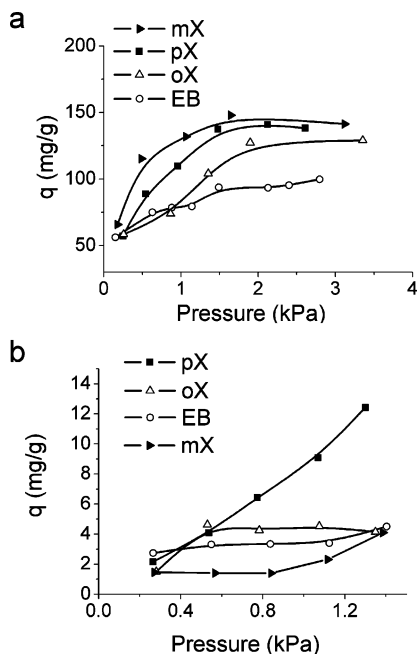 a
mX
pX
oX
EB
200
150
100
50
q (mg/g)
0 1 2 3 4
Pressure (kPa)
b
pX
oX
EB
mX
14
12
10
8
6
4
2
0
q (mg/g)
0.0 0.4 0.8 1.2
Pressure (kPa)